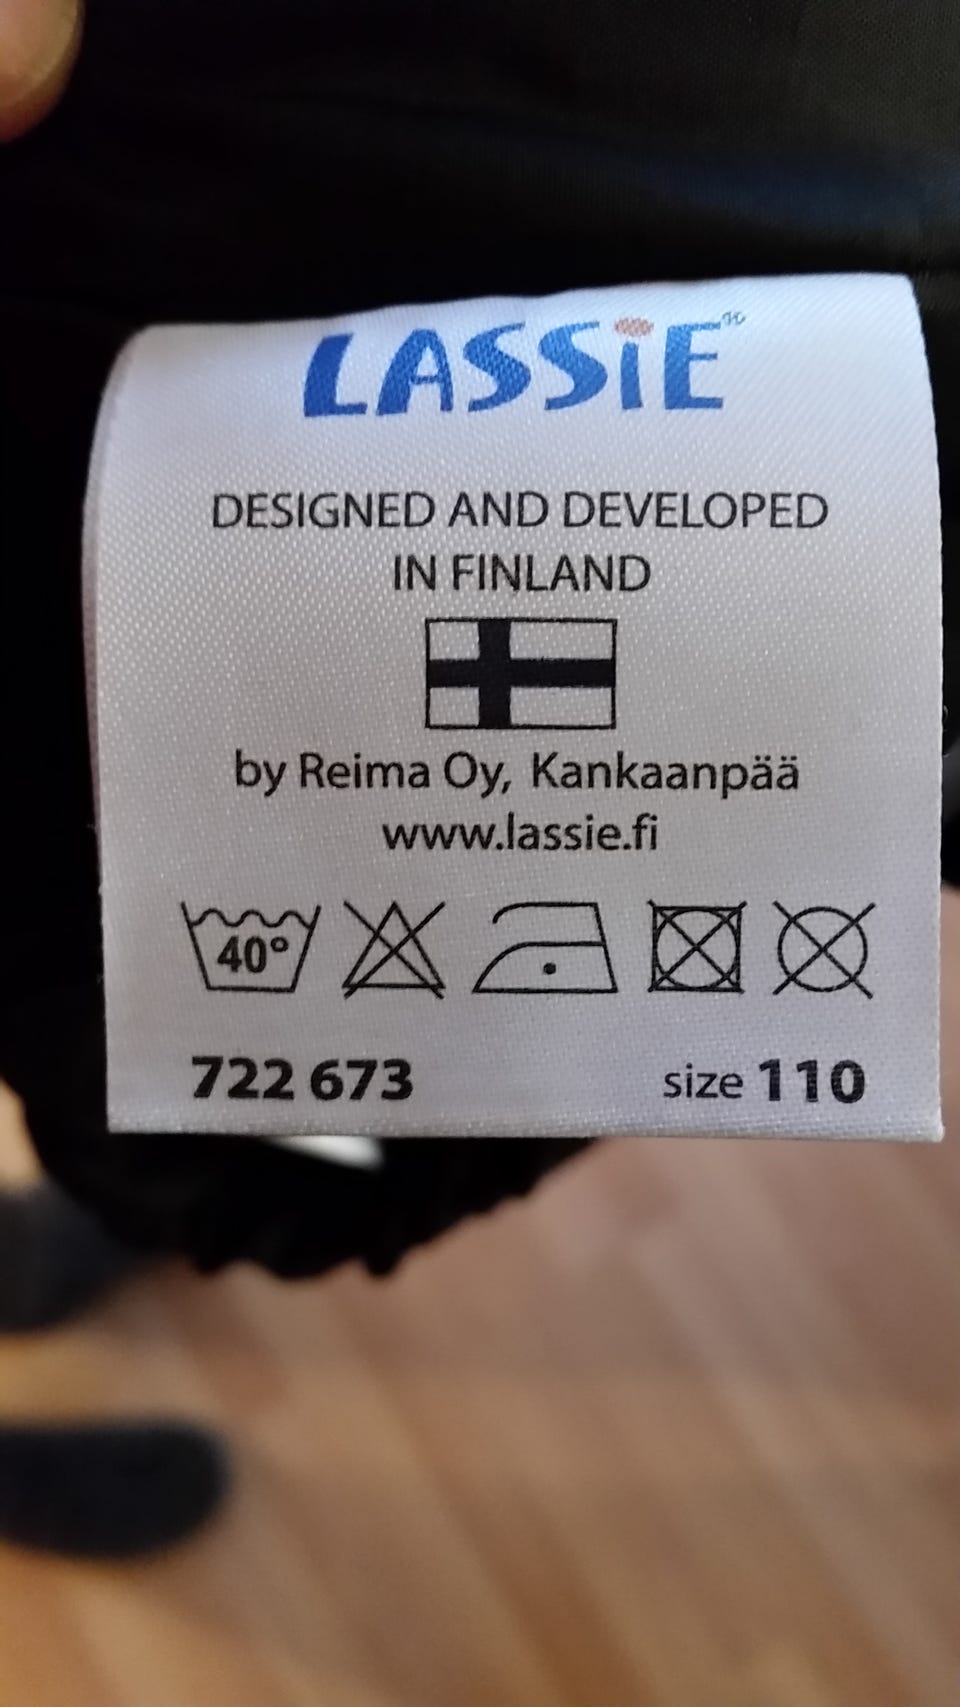 LASSiE
DESIGNED AND DEVELOPED
IN FINLAND
by Reima Oy, Kankaanpää
www.lassie.fi
40°
722 673 size 110